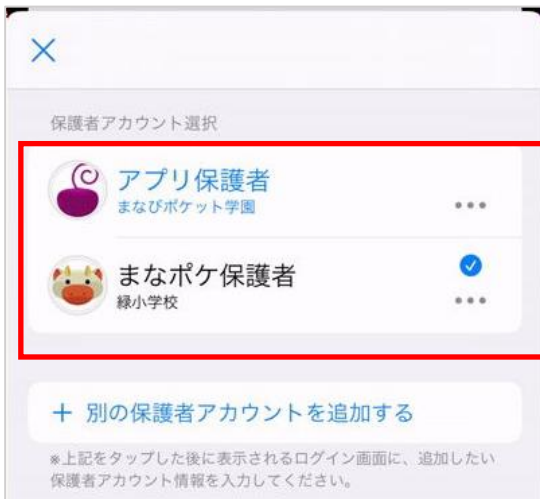 保護者アカウント選択
アプリ保護者
まなびポケット学園
まなポケ保護者
緑小学校
＋ 別の保護者アカウントを追加する
※上記をタップした後に表示されるログイン画面に、追加したい
保護者アカウント情報を入力してください。